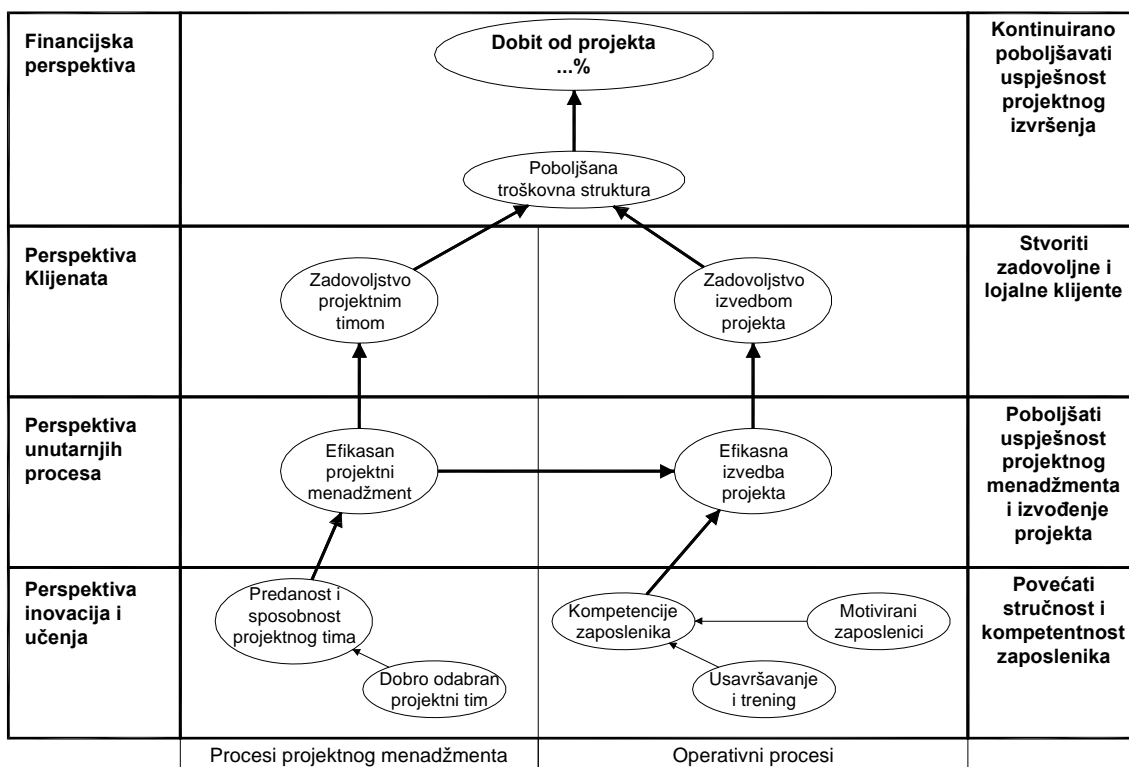 Financijska
perspektiva
Dobit od projekta
...%
Poboljšana
troškovna struktura
Kontinuirano
poboljšavati
uspješnost
projektnog
izvršenja
Perspektiva
Klijenata
Zadovoljstvo
projektnim
timom
Zadovoljstvo
izvedbom
projekta
Stvoriti
zadovoljne i
lojalne klijente
Perspektiva
unutarnjih
procesa
Efikasan
projektni
menadžment
Efikasna
izvedba
projekta
Poboljšati
uspješnost
projektnog
menadžmenta
i izvođenje
projekta
Perspektiva
inovacija i
učenja
Predanost i
sposobnost
projektnog tima
Dobro odabran
projektni tim
Kompetencije
zaposlenika
Motivirani
zaposlenici
Usavršavanje
i trening
Povećati
stručnost i
kompetentnost
zaposlenika
Procesi projektnog menadžmenta
Operativni procesi